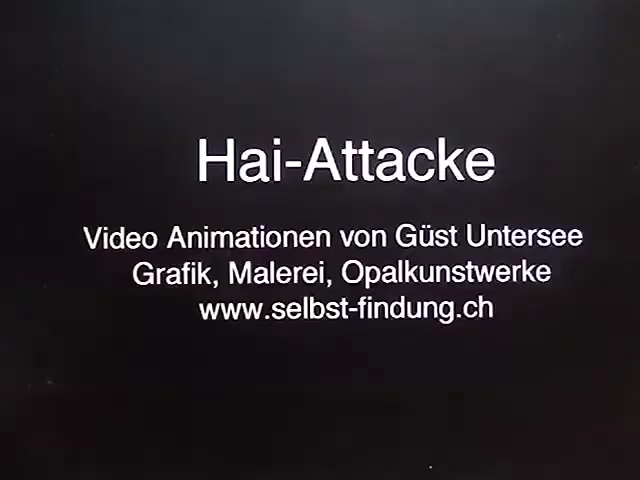 Hai-Attacke
Video Animationen von Güst Untersee
Grafik, Malerei, Opalkunstwerke
www.selbst-findung.ch